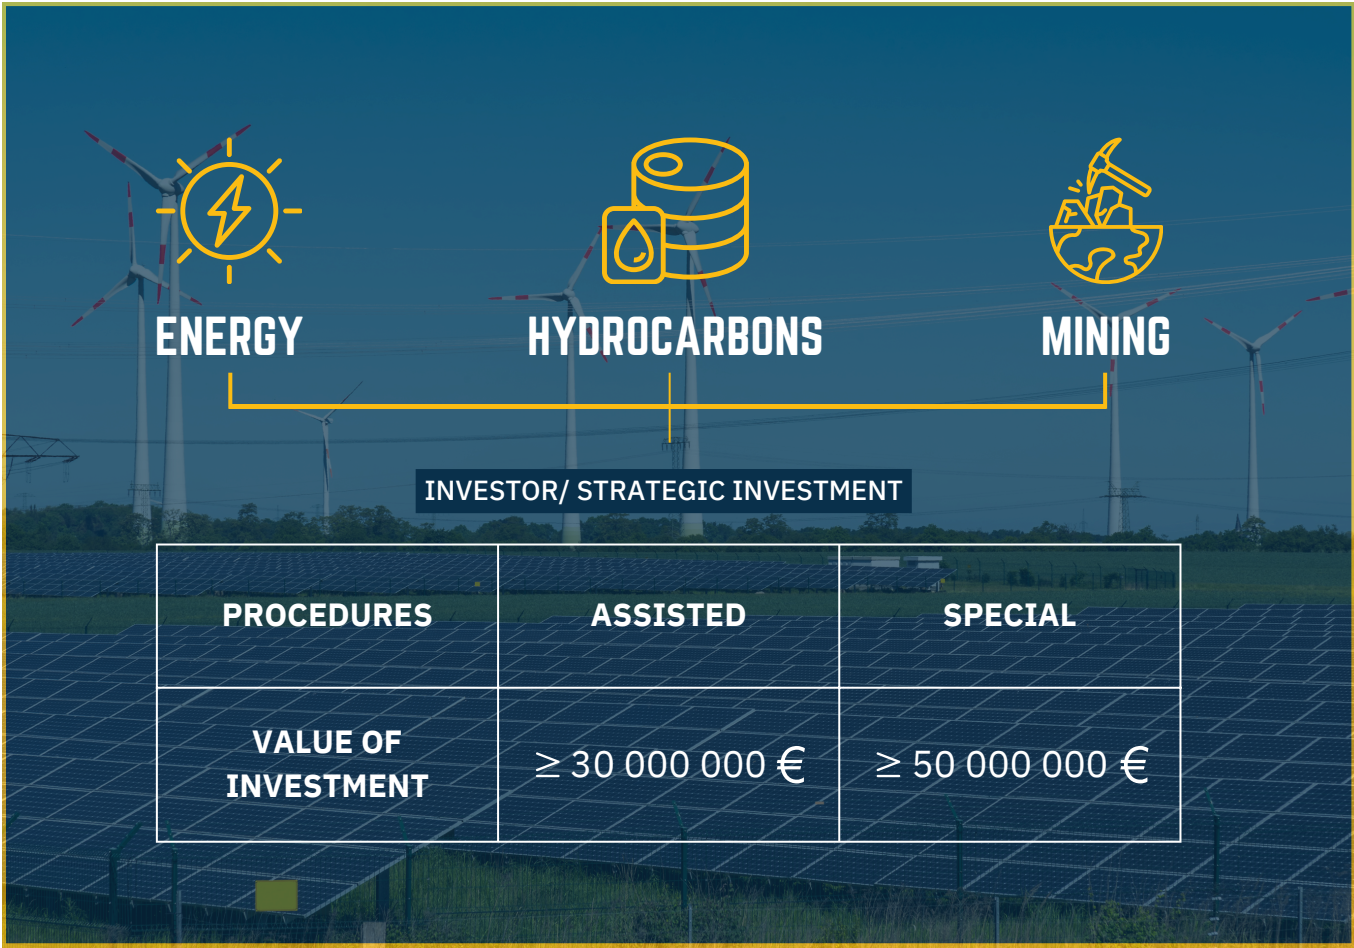 ENERGY
HYDROCARBONS
MINING
INVESTOR/ STRATEGIC INVESTMENT
PROCEDURES
ASSISTED
SPECIAL
VALUE OF
INVESTMENT
≥ 30 000 000 €
≥ 50 000 000 €